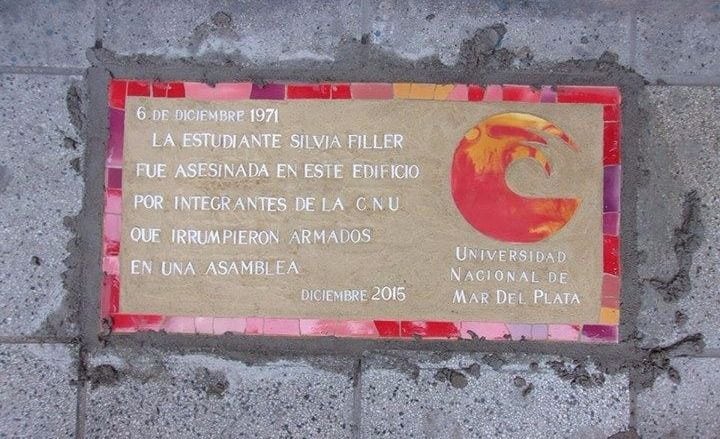 6 DE DICIEMBRE 1971
LA ESTUDIANTE SILVIA FILLER
FUE ASESINADA EN ESTE EDIFICIO
POR INTEGRANTES DE LA C.N.U
QUE IRRUMPIERON ARMADOS
EN UNA ASAMBLEA
DICIEMBRE 2015
UNIVERSIDAD
NACIONAL DE
MAR DEL PLATA